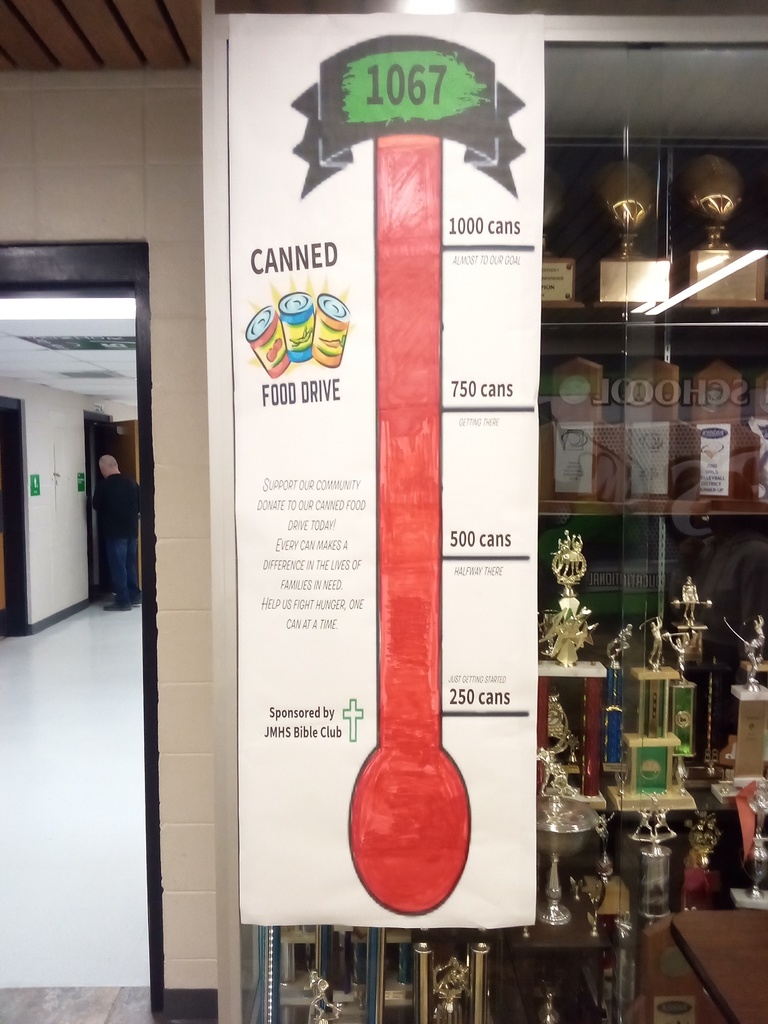 1067
1000 cans
ALMOST TO OUR GOAL
CANNED
FOOD DRIVE
750 cans
GETTING THERE
SUPPORT OUR COMMUNITY
DONATE TO OUR CANNED FOOD
DRIVE TODAY!
EVERY CAN MAKES A
DIFFERENCE IN THE LIVES OF
FAMILIES IN NEED.
HELP US FIGHT HUNGER, ONE
CAN AT A TIME.
500 cans
HALFWAY THERE
JUST GETTING STARTED
250 cans
Sponsored by
JMHS Bible Club
SCHOOL